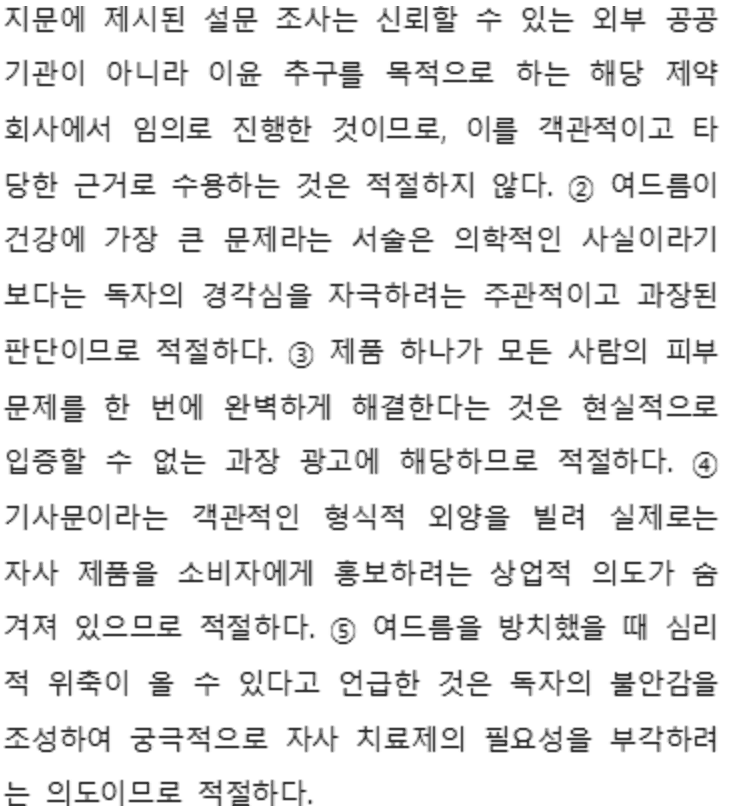 지문에 제시된 설문 조사는 신뢰할 수 있는 외부 공공
기관이 아니라 이윤 추구를 목적으로 하는 해당 제약
회사에서 임의로 진행한 것이므로, 이를 객관적이고 타
당한 근거로 수용하는 것은 적절하지 않다. ② 여드름이
건강에 가장 큰 문제라는 서술은 의학적인 사실이라기
보다는 독자의 경각심을 자극하려는 주관적이고 과장된
판단이므로 적절하다. ③ 제품 하나가 모든 사람의 피부
문제를 한 번에 완벽하게 해결한다는 것은 현실적으로
입증할 수 없는 과장 광고에 해당하므로 적절하다. ④
기사문이라는 객관적인 형식적 외양을 빌려 실제로는
자사 제품을 소비자에게 홍보하려는 상업적 의도가 숨
겨져 있으므로 적절하다. ⑤ 여드름을 방치했을 때 심리
적 위축이 올 수 있다고 언급한 것은 독자의 불안감을
조성하여 궁극적으로 자사 치료제의 필요성을 부각하려
는 의도이므로 적절하다.